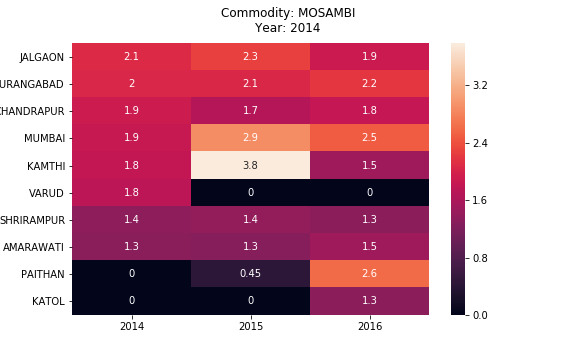 Commodity: MOSAMBI
Year: 2014
JALGAON 2.1 2.3 1.9
URANGABAD 2 2.1 2.2
HANDRAPUR 1.9 1.7 1.8
MUMBAI 1.9 2.9 2.5
KAMTHI 1.8 3.8 1.5
VARUD 1.8 0 0
SHRIRAMPUR 1.4 1.4 1.3
AMARAWATI 1.3 1.3 1.5
PAITHAN 0 0.45 2.6
KATOL 0 0 1.3
2014 2015 2016
3.2
2.4
1.6
0.8
0.0